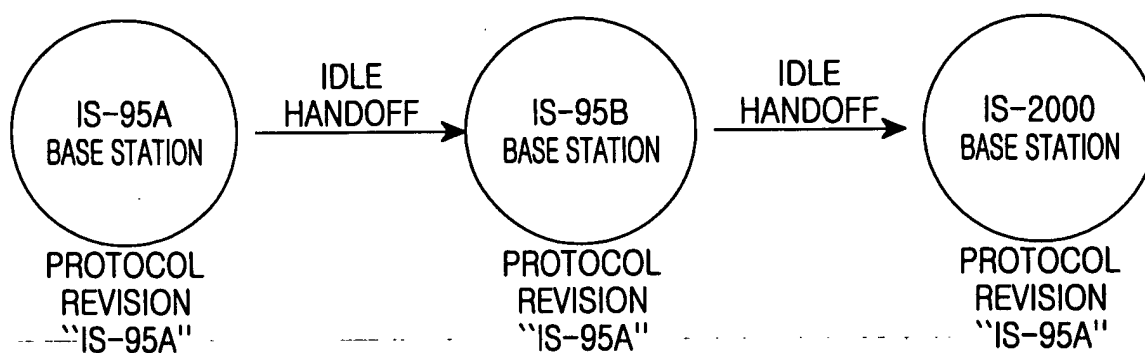 IS-95A
BASE STATION
IDLE
HANDOFF
IS-95B
BASE STATION
IDLE
HANDOFF
IS-2000
BASE STATION
PROTOCOL
REVISION
``IS-95A"
PROTOCOL
REVISION
``IS-95A"
PROTOCOL
REVISION
``IS-95A"